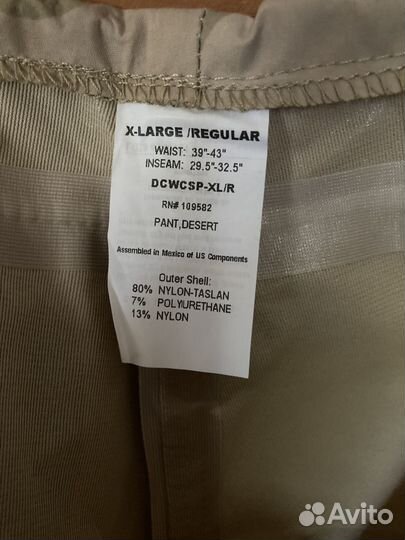 X-LARGE /REGULAR
WAIST: 39"-43"
INSEAM: 29.5"-32.5"
DCWCSP-XL/R
RN# 109582
PANT,DESERT
Assembled in Mexico of US Components
Outer Shell:
80% NYLON-TASLAN
7% POLYURETHANE
13% NYLON
Avito